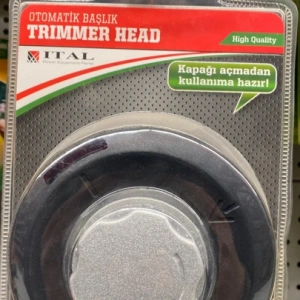 OTOMATİK BAŞLIK
TRIMMER HEAD
High Quality
ITAL
Kapağı açmadan
kullanıma hazır!